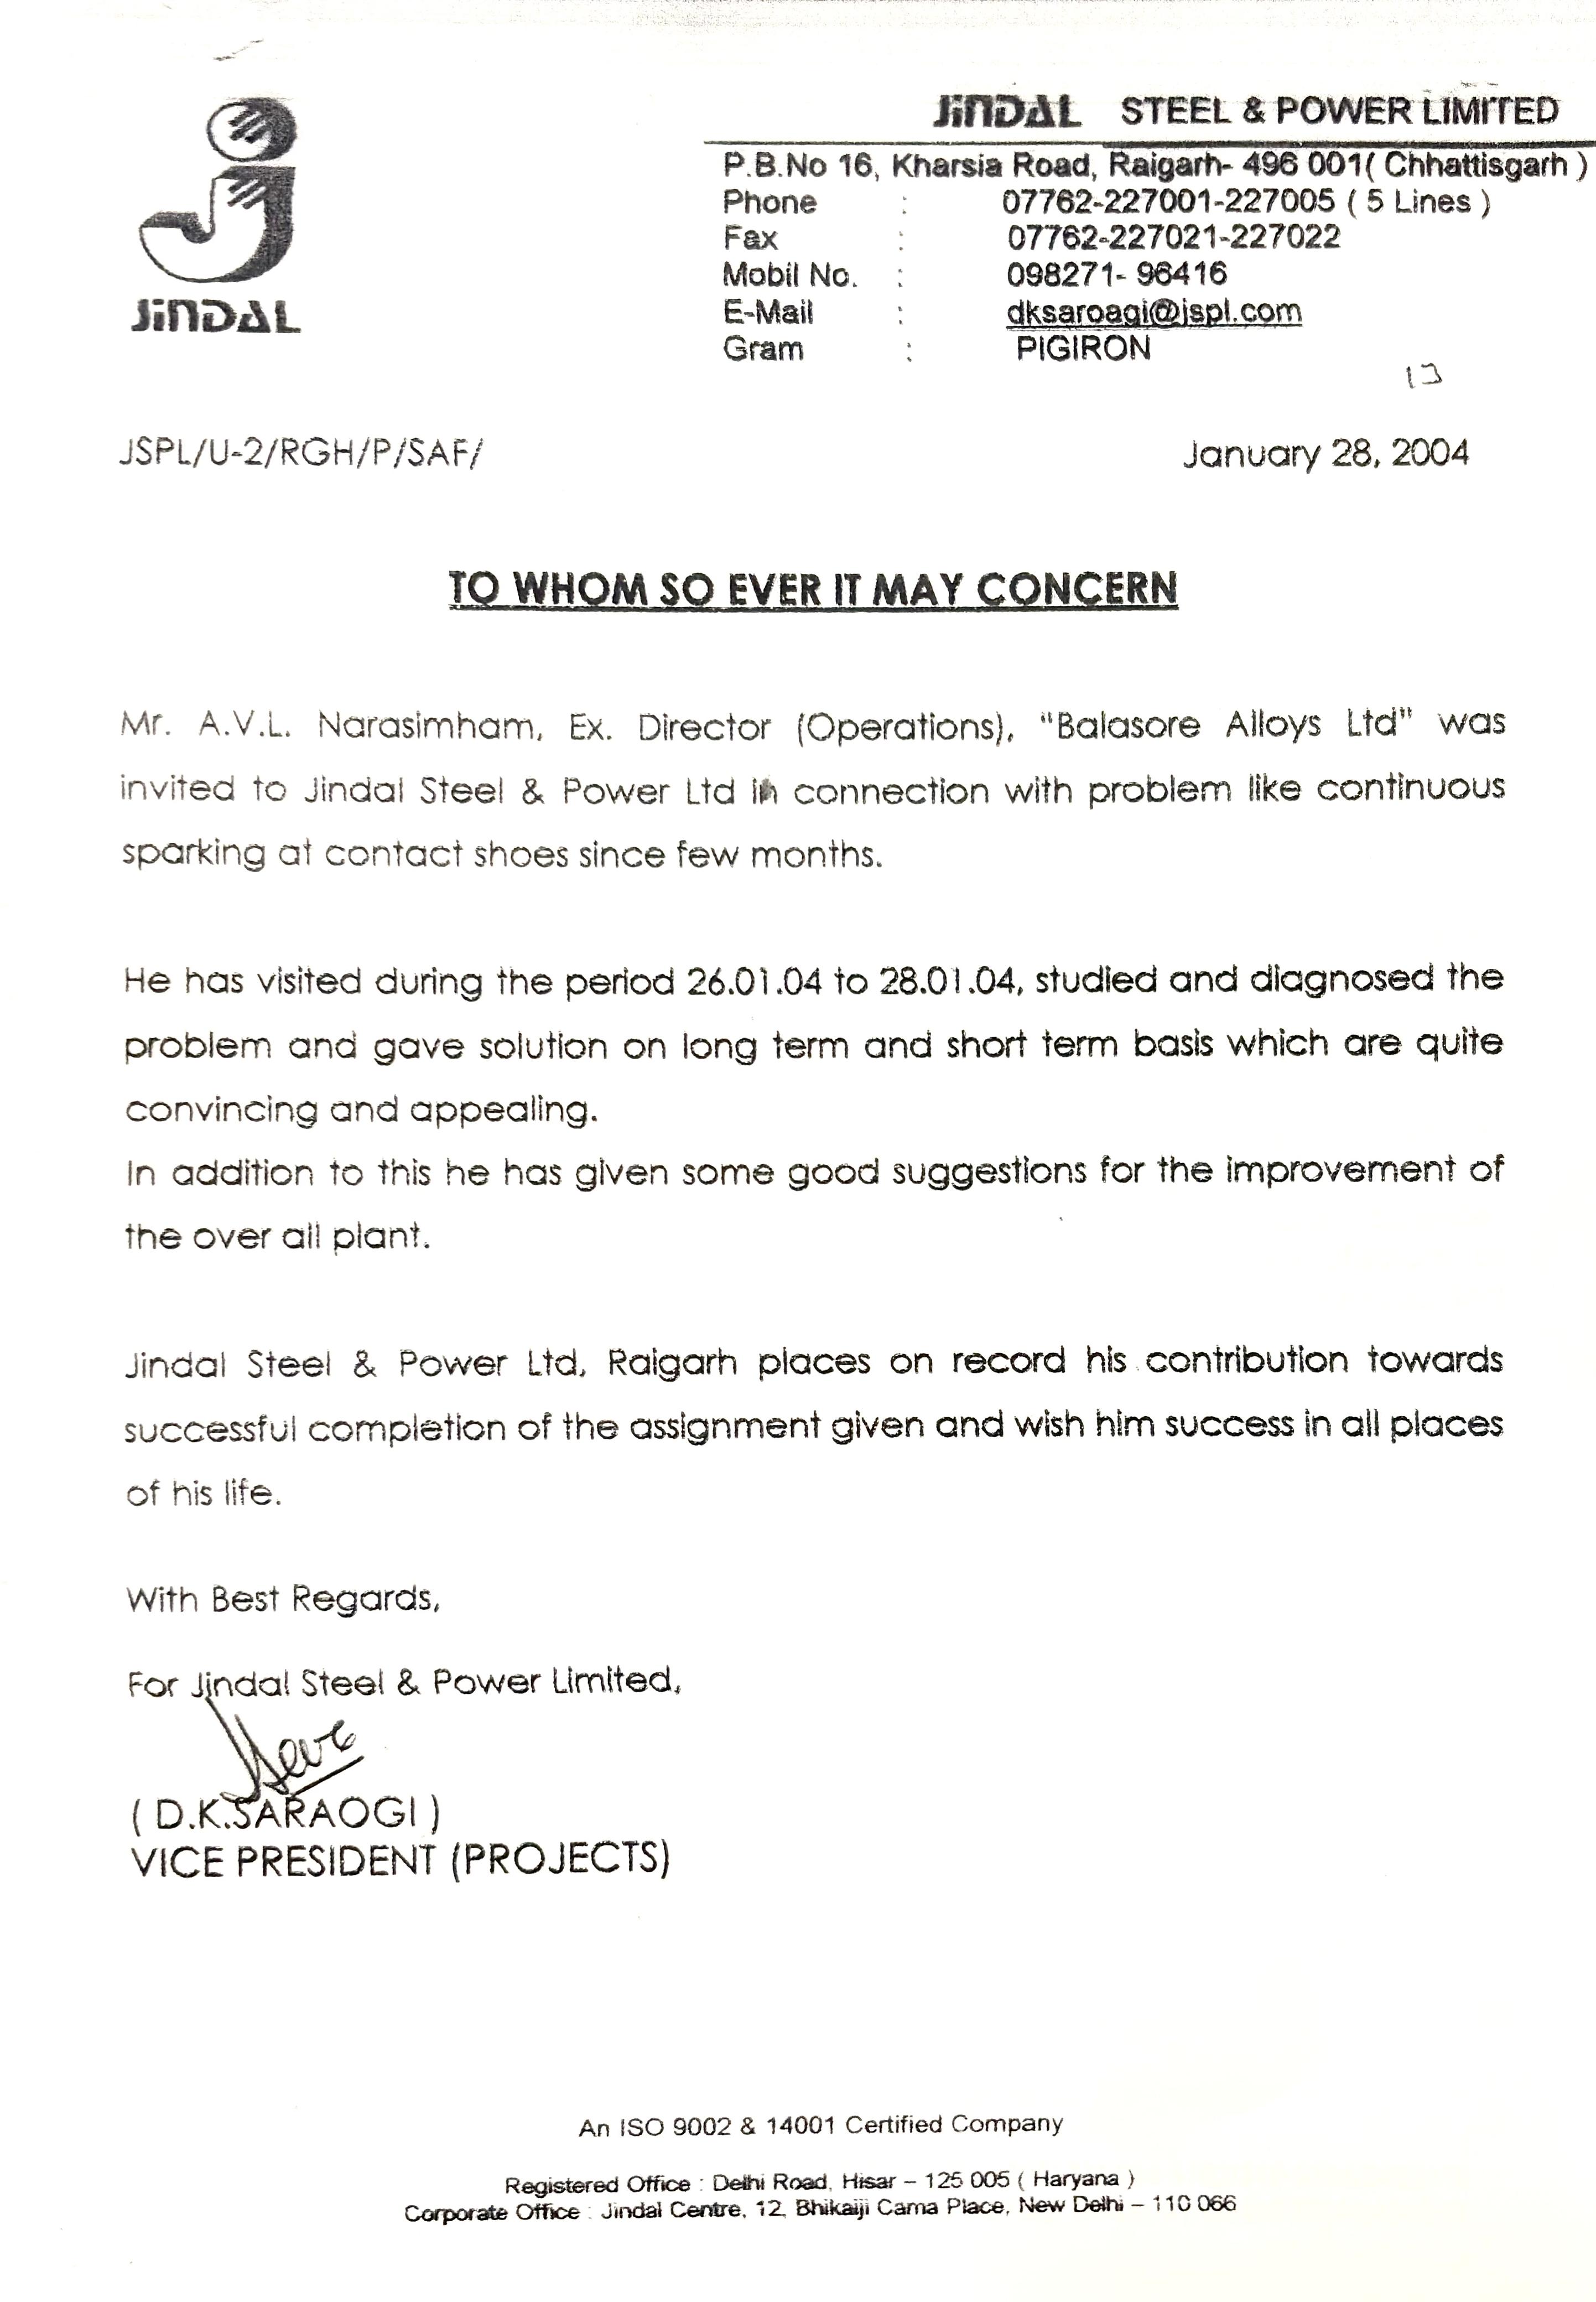 JINDAL STEEL & POWER LIMITED
P.B.No 16, Kharsia Road, Raigarh- 496 001( Chhattisgarh )
Phone : 07762-227001-227005 ( 5 Lines )
Fax : 07762-227021-227022
Mobil No. : 098271- 96416
E-Mail : dksaroagi@jspl.com
Gram : PIGIRON
JINDAL
13
JSPL/U-2/RGH/P/SAF/ January 28, 2004
TO WHOM SO EVER IT MAY CONCERN
Mr. A.V.L. Narasimham, Ex. Director (Operations), "Balasore Alloys Ltd" was
invited to Jindal Steel & Power Ltd in connection with problem like continuous
sparking at contact shoes since few months.
He has visited during the period 26.01.04 to 28.01.04, studied and diagnosed the
problem and gave solution on long term and short term basis which are quite
convincing and appealing.
In addition to this he has given some good suggestions for the improvement of
the over all plant.
Jindal Steel & Power Ltd, Raigarh places on record his contribution towards
successful completion of the assignment given and wish him success in all places
of his life.
With Best Regards,
For Jindal Steel & Power Limited,
( D.K.SARAOGI )
VICE PRESIDENT (PROJECTS)
An ISO 9002 & 14001 Certified Company
Registered Office : Delhi Road, Hisar – 125 005 ( Haryana )
Corporate Office : Jindal Centre, 12, Bhikaiji Cama Place, New Delhi – 110 066